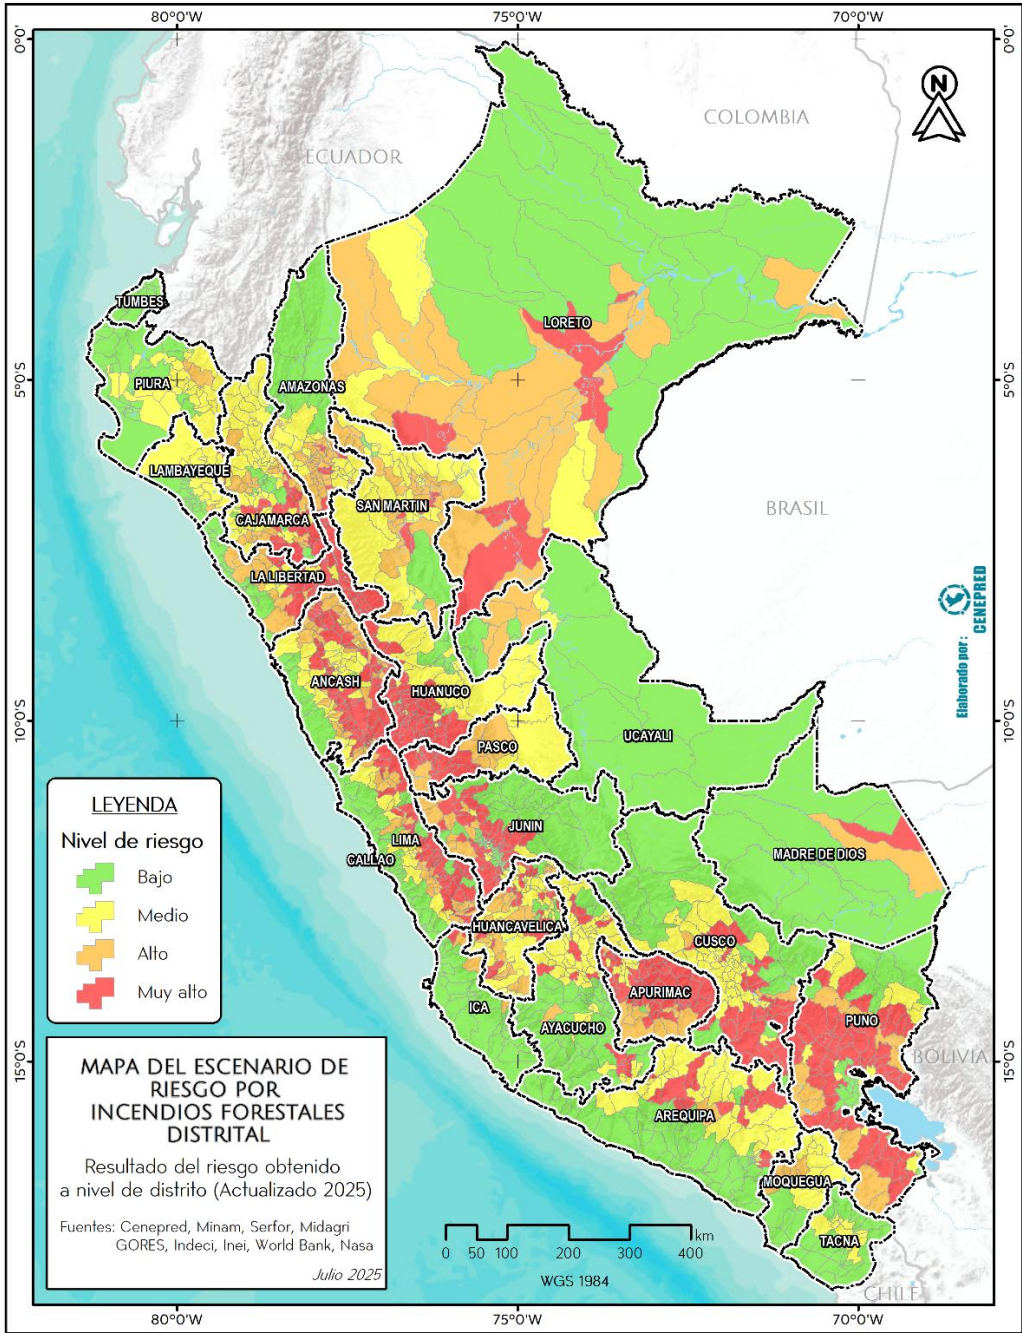 80°0'0"
75°0'W
70°0'W
0°0'
0°0'
N
COLOMBIA
ECUADOR
TUMBES
LORETO
5°0'S
PIURA
AMAZONAS
5°0'S
LAMBAYEQUE
SAN MARTIN
BRASIL
CAJAMARCA
LA LIBERTAD
Elaborado por:
CENEPRED
ANCASH
HUANUCO
10°0'S
UCAYALI
10°0'S
PASCO
LEYENDA
Nivel de riesgo
Bajo
Medio
Alto
Muy alto
JUNIN
LIMA
CALLAO
MADRE DE DIOS
HUANCAVELICA
CUSCO
APURIMAC
ICA
PUNO
AYACUCHO
15°0'S
BOLIVIA
15°0'S
MAPA DEL ESCENARIO DE
RIESGO POR
INCENDIOS FORESTALES
DISTRITAL
Resultado del riesgo obtenido
a nivel de distrito (Actualizado 2025)
Fuentes: Cenepred, Minam, Serfor, Midagri
GORES, Indeci, Inei, World Bank, Nasa
Julio 2025
AREQUIPA
MOQUEGUA
TACNA
km
0 50 100 200 300 400
WGS 1984
CHILE
80°0'W
75°0'W
70°0'W